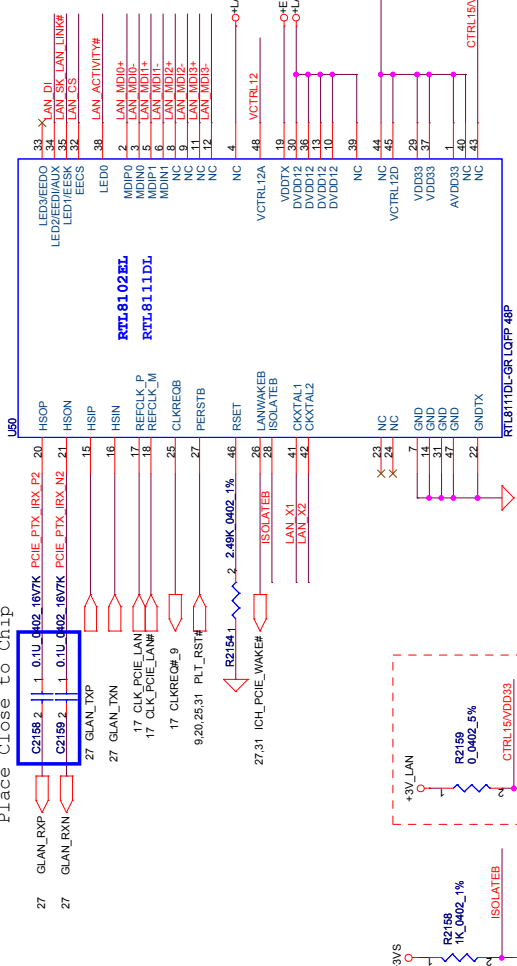 Place Close to Chip
U50
27 GLAN_RXP
C2158 2 1 0.1U_0402_16V7K PCIE_PTX_IRX_P2 20 HSOP
27 GLAN_RXN
C2159 2 1 0.1U_0402_16V7K PCIE_PTX_IRX_N2 21 HSON
27 GLAN_TXP 15 HSIP
27 GLAN_TXN 16 HSIN
17 CLK_PCIE_LAN 17 REFCLK_P
17 CLK_PCIE_LAN# 18 REFCLK_M
17 CLKREQ#_9 25 CLKREQB
9,20,25,31 PLT_RST# 27 PERSTB
R2154 1 2 2.49K_0402_1% 46 RSET
27,31 ICH_PCIE_WAKE# 26 LANWAKEB
ISOLATEB 28 ISOLATEB
LAN_X1 41 CKXTAL1
LAN_X2 42 CKXTAL2
23 NC
24 NC
7 GND
14 GND
31 GND
47 GND
22 GNDTX
RTL8102EL
RTL8111DL
LED3/EEDO 33 LAN_DI
LED2/EEDI/AUX 34 LAN_SK_LAN_LINK#
LED1/EESK 35 LAN_CS
EECS 32
LED0 38 LAN_ACTIVITY#
MDIP0 2 LAN_MDI0+
MDIN0 3 LAN_MDI0-
MDIP1 5 LAN_MDI1+
MDIN1 6 LAN_MDI1-
NC 8 LAN_MDI2+
NC 9 LAN_MDI2-
NC 11 LAN_MDI3+
NC 12 LAN_MDI3-
NC 4
VCTRL12A 48 VCTRL12
VDDTX 19
DVDD12 30
DVDD12 36
DVDD12 13
DVDD12 10
NC 39
NC 44
VCTRL12D 45
VDD33 29
VDD33 37
AVDD33 1
NC 40
NC 43
RTL8111DL-GR LQFP 48P
3VS
1
R2158
1K_0402_1%
2
ISOLATEB
+3V_LAN
1
R2159
0_0402_5%
2
CTRL15/VDD33